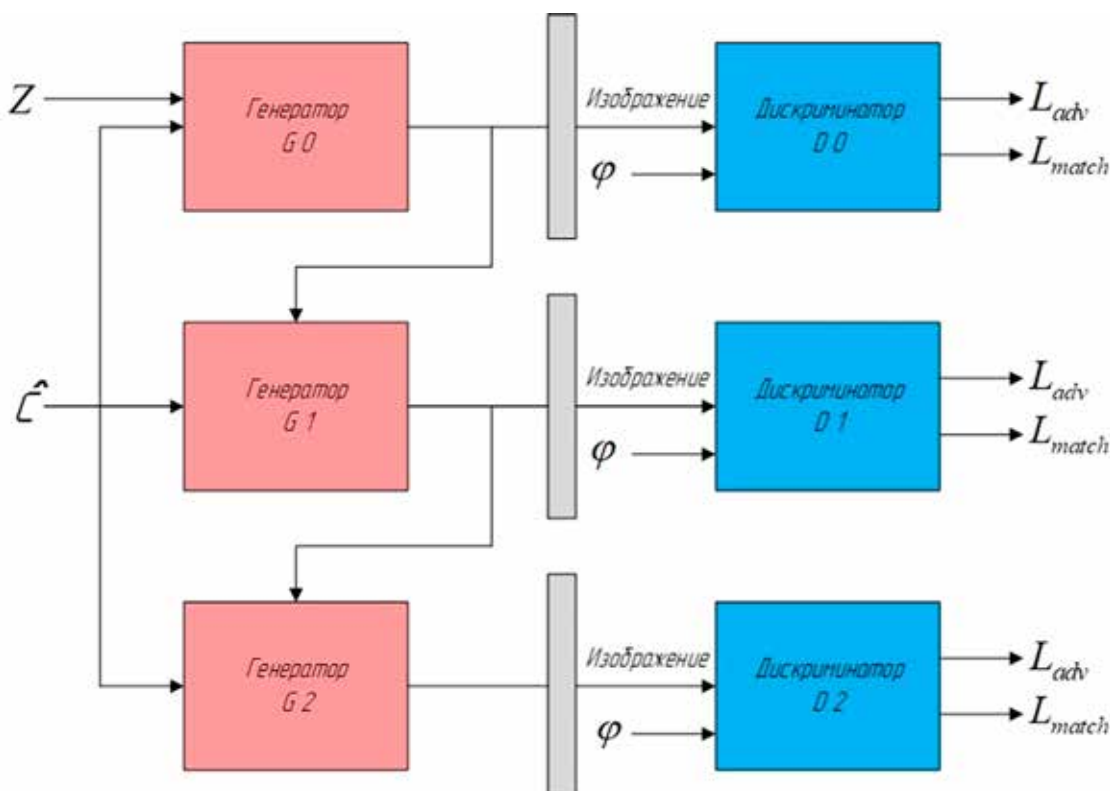 Z
Генератор
G 0
Изображение
φ
Дискриминатор
D 0
L_adv
L_match
Ĉ
Генератор
G 1
Изображение
φ
Дискриминатор
D 1
L_adv
L_match
Генератор
G 2
Изображение
φ
Дискриминатор
D 2
L_adv
L_match